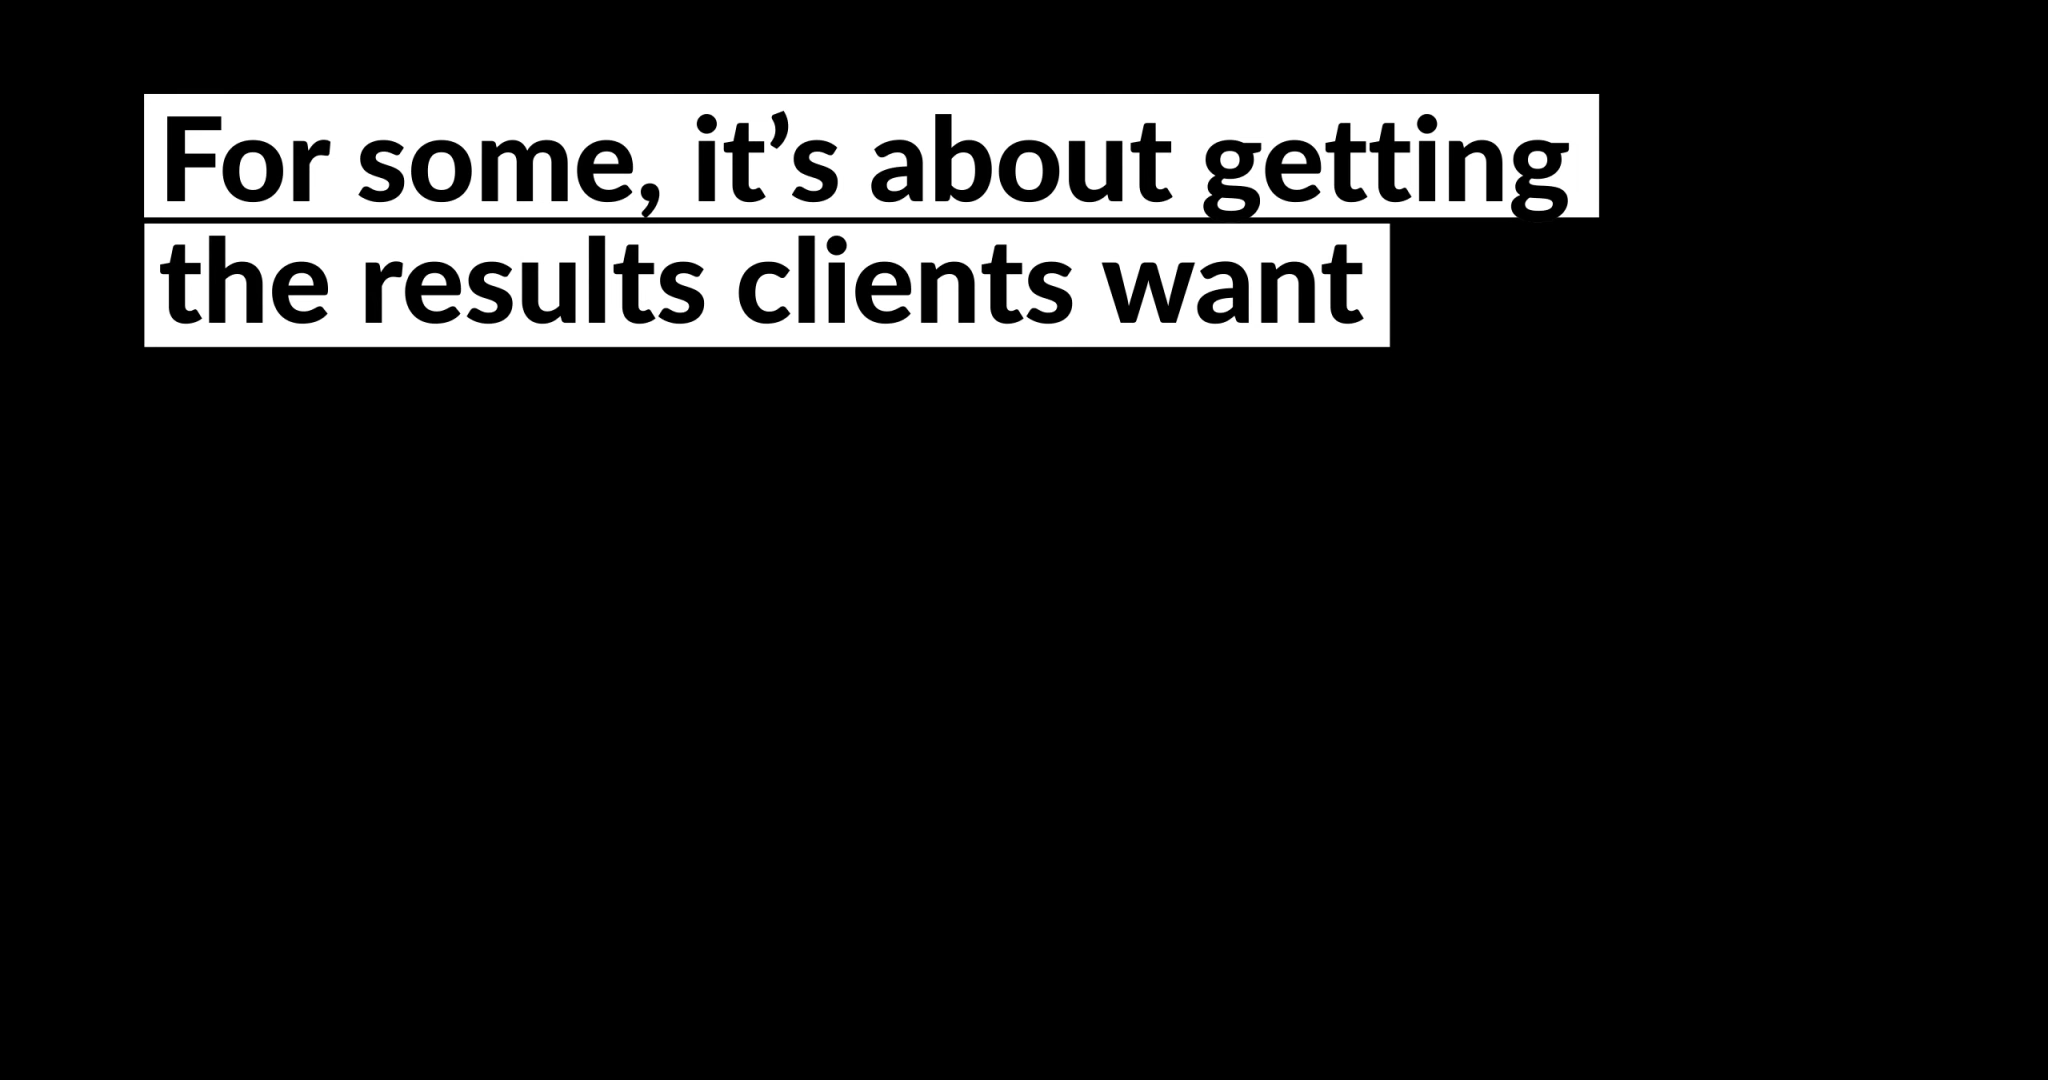 For some, it’s about getting
the results clients want